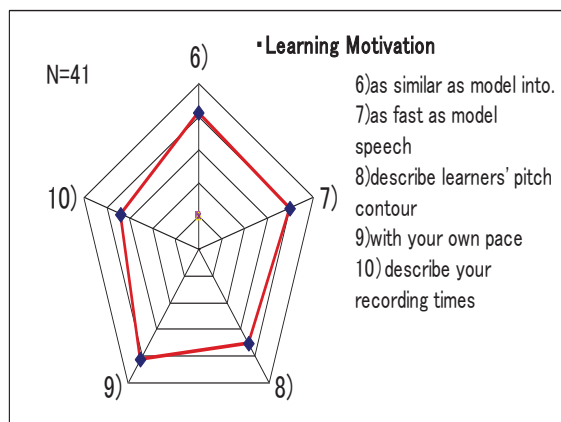 ・Learning Motivation
N=41
6)
7)
8)
9)
10)
6)as similar as model into.
7)as fast as model
speech
8)describe learners' pitch
contour
9)with your own pace
10)describe your
recording times